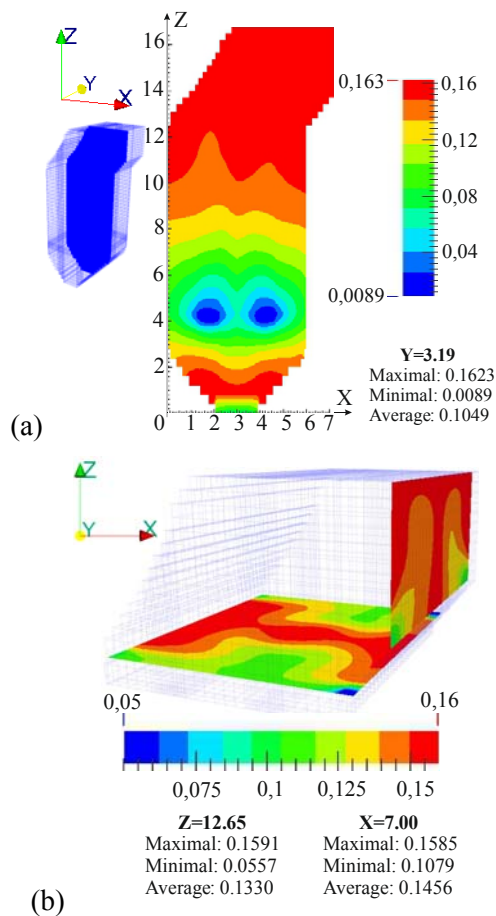 (a)
Z
Y
X
Z
16
14
12
10
8
6
4
2
0 1 2 3 4 5 6 7
X
0,163
0,16
0.12
0.08
0.04
0,0089
Y=3.19
Maximal: 0.1623
Minimal: 0.0089
Average: 0.1049
Z
Y
X
0,05
0,16
0,075 0,1 0,125 0,15
Z=12.65 X=7.00
Maximal: 0.1591 Maximal: 0.1585
Minimal: 0.0557 Minimal: 0.1079
Average: 0.1330 Average: 0.1456
(b)